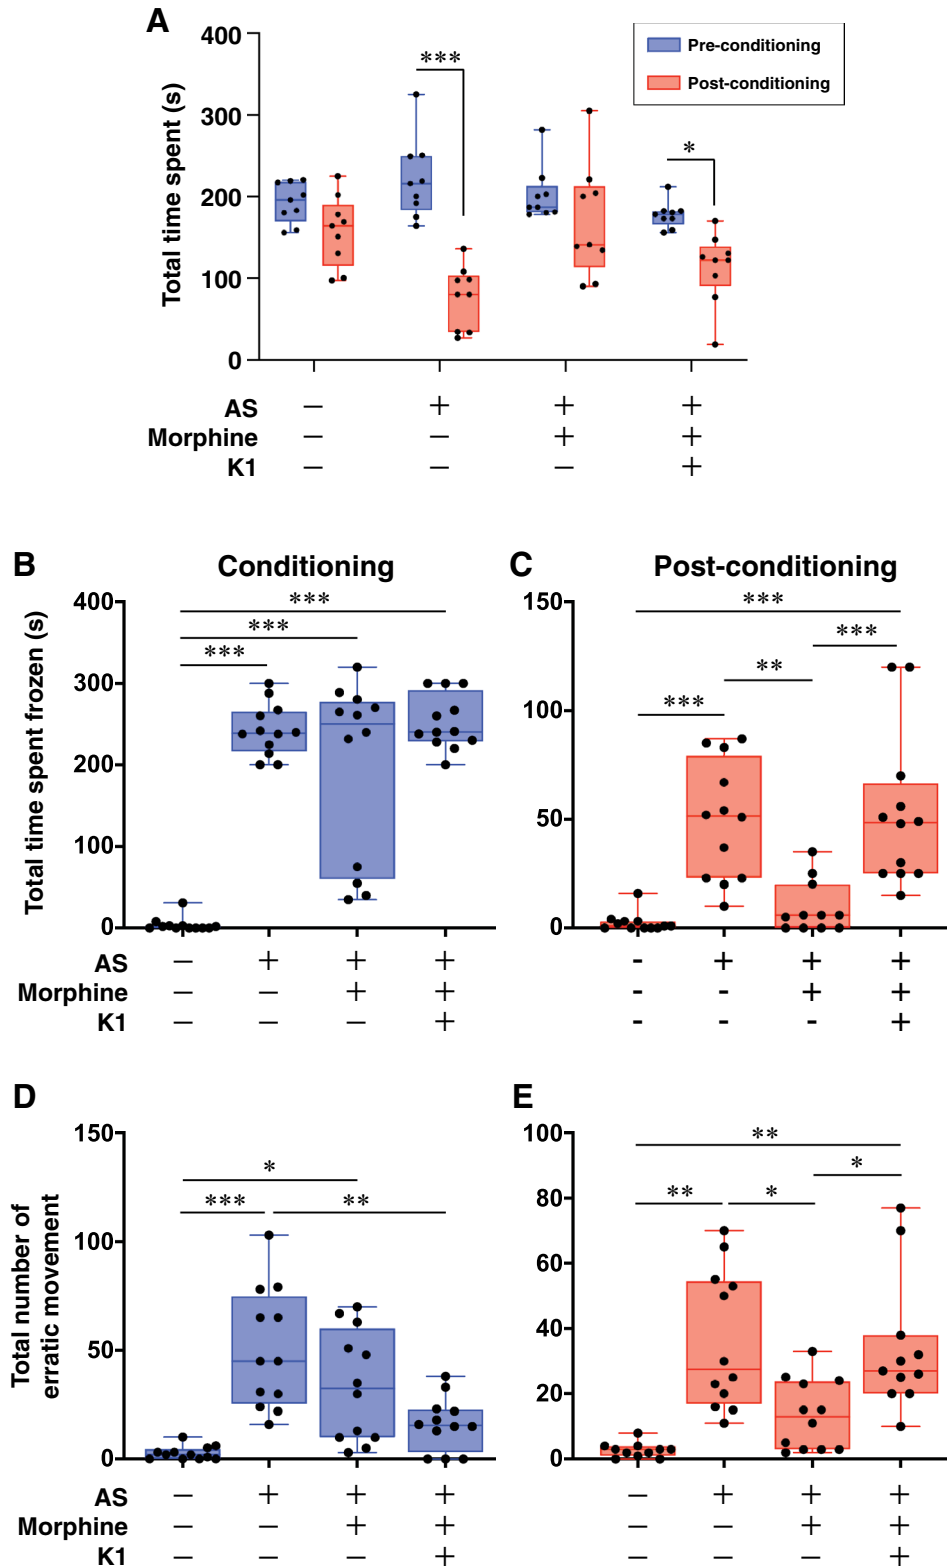 A
400
300
200
100
0
Total time spent (s)
***
*
Pre-conditioning
Post-conditioning
AS — + + +
Morphine — — + +
K1 — — — +
B
Conditioning
400
300
200
100
0
Total time spent frozen (s)
***
***
***
AS — + + +
Morphine — — + +
K1 — — — +
C
Post-conditioning
150
100
50
0
***
***
**
***
- + + +
- - + +
- - - +
D
150
100
50
0
Total number of
erratic movement
*
***
**
AS — + + +
Morphine — — + +
K1 — — — +
E
100
80
60
40
20
0
**
*
**
*
— + + +
— — + +
— — — +